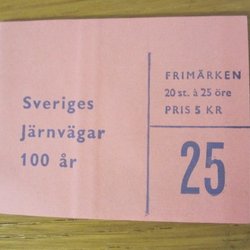 Sveriges
Järnvägar
100 år
FRIMÄRKEN
20 st. à 25 öre
PRIS 5 KR
25